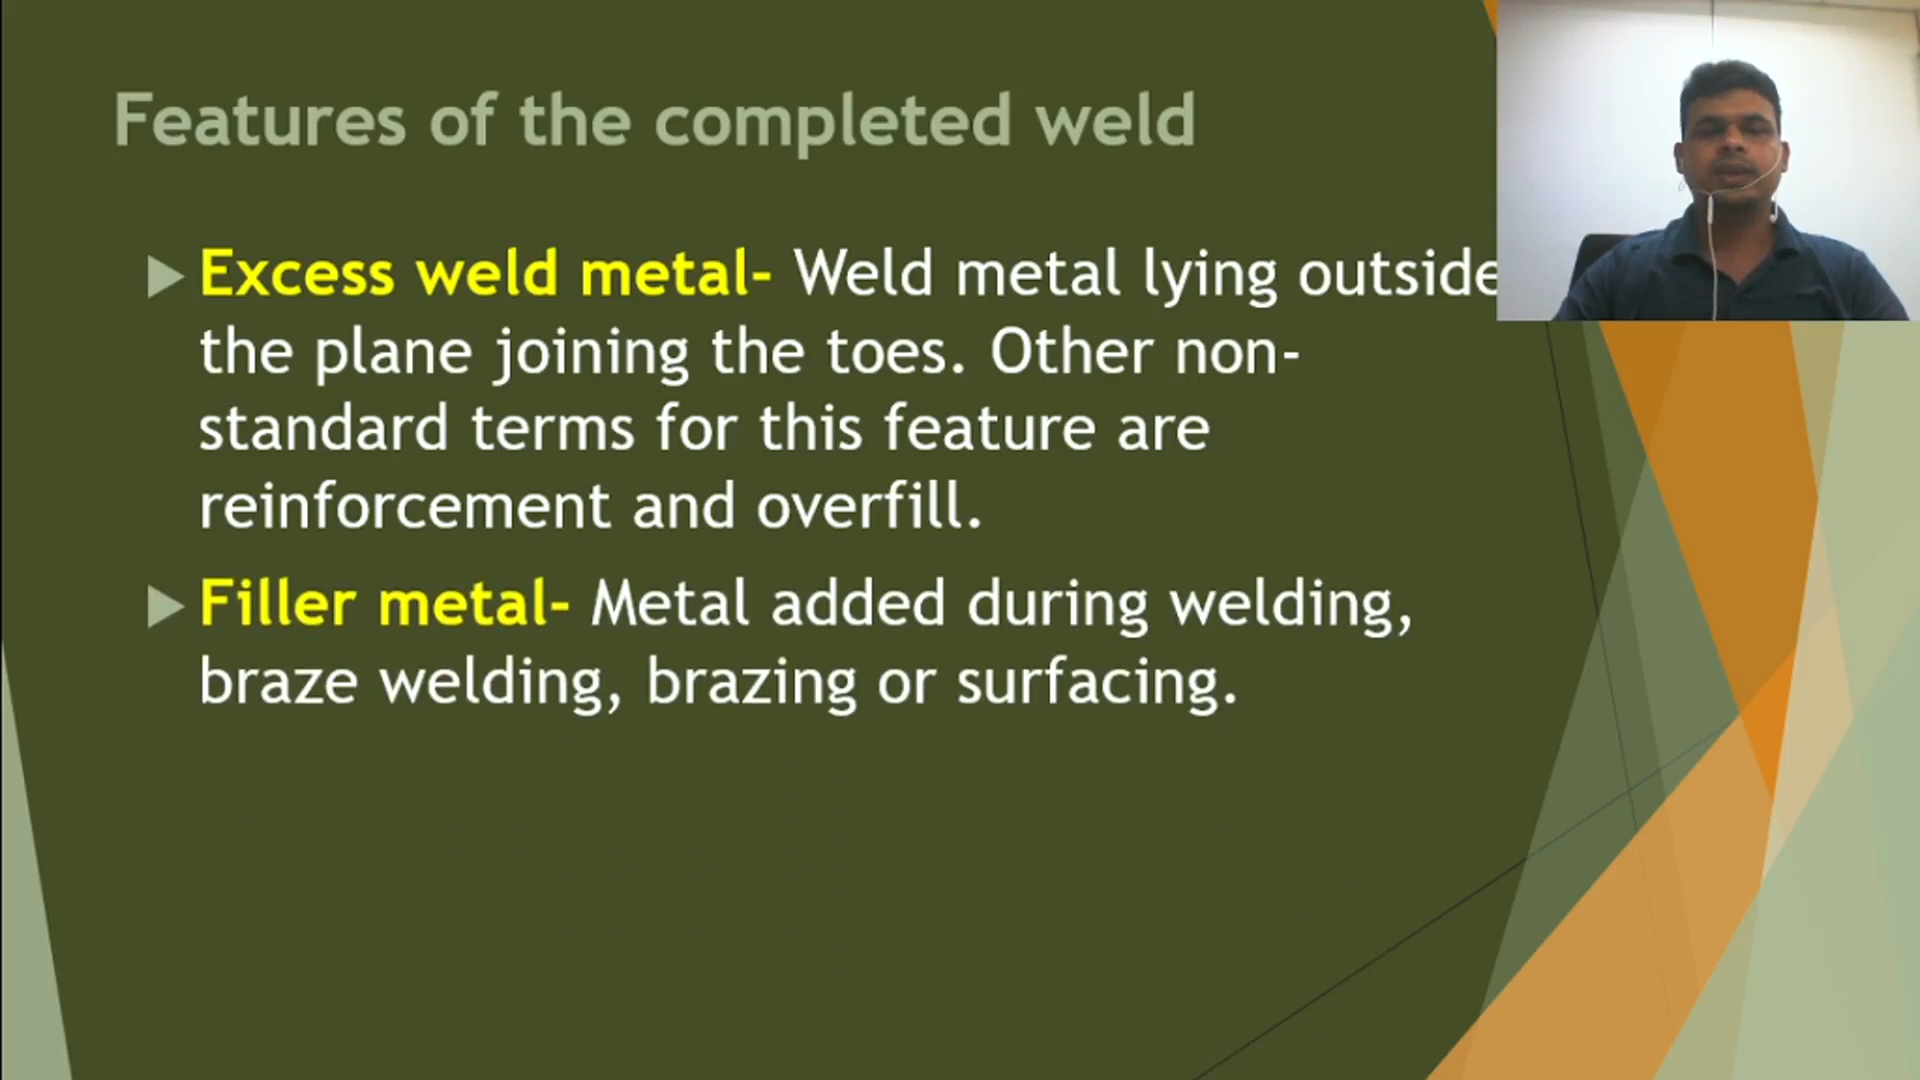 Features of the completed weld
Excess weld metal- Weld metal lying outside
the plane joining the toes. Other non-
standard terms for this feature are
reinforcement and overfill.
Filler metal- Metal added during welding,
braze welding, brazing or surfacing.